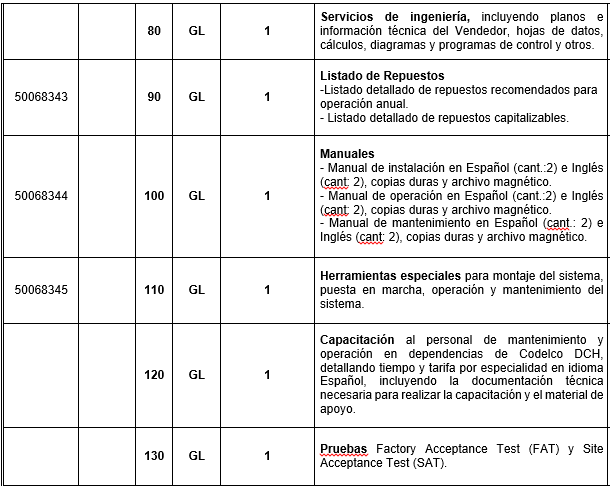 80 GL 1 Servicios de ingeniería, incluyendo planos e
información técnica del Vendedor, hojas de datos,
cálculos, diagramas y programas de control y otros.
50068343 90 GL 1 Listado de Repuestos
-Listado detallado de repuestos recomendados para
operación anual.
- Listado detallado de repuestos capitalizables.
50068344 100 GL 1 Manuales
- Manual de instalación en Español (cant.:2) e Inglés
(cant: 2), copias duras y archivo magnético.
- Manual de operación en Español (cant.:2) e Inglés
(cant: 2), copias duras y archivo magnético.
- Manual de mantenimiento en Español (cant.: 2) e
Inglés (cant: 2), copias duras y archivo magnético.
50068345 110 GL 1 Herramientas especiales para montaje del sistema,
puesta en marcha, operación y mantenimiento del
sistema.
120 GL 1 Capacitación al personal de mantenimiento y
operación en dependencias de Codelco DCH,
detallando tiempo y tarifa por especialidad en idioma
Español, incluyendo la documentación técnica
necesaria para realizar la capacitación y el material de
apoyo.
130 GL 1 Pruebas Factory Acceptance Test (FAT) y Site
Acceptance Test (SAT).